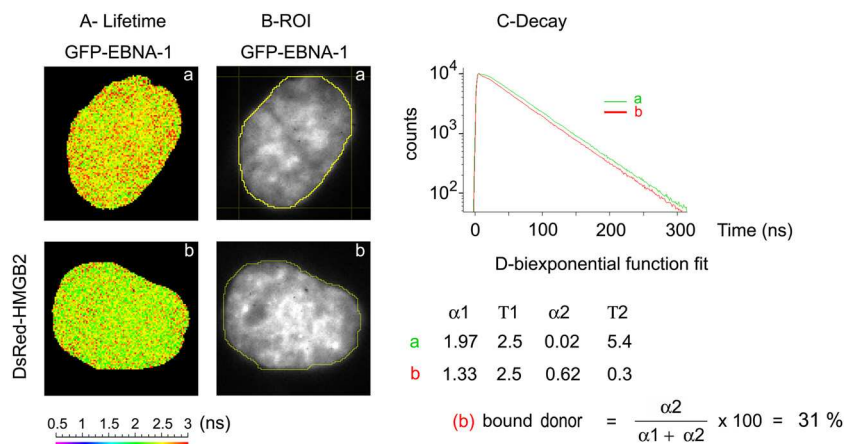 A- Lifetime
B-ROI
C-Decay
GFP-EBNA-1
GFP-EBNA-1
a
a
b
b
DsRed-HMGB2
0.5 1 1.5 2 2.5 3 (ns)
counts
10⁴
10³
10²
a
b
0 100 200 300 Time (ns)
D-biexponential function fit
α1 T1 α2 T2
a 1.97 2.5 0.02 5.4
b 1.33 2.5 0.62 0.3
(b) bound donor = α2 / α1 + α2 x 100 = 31 %